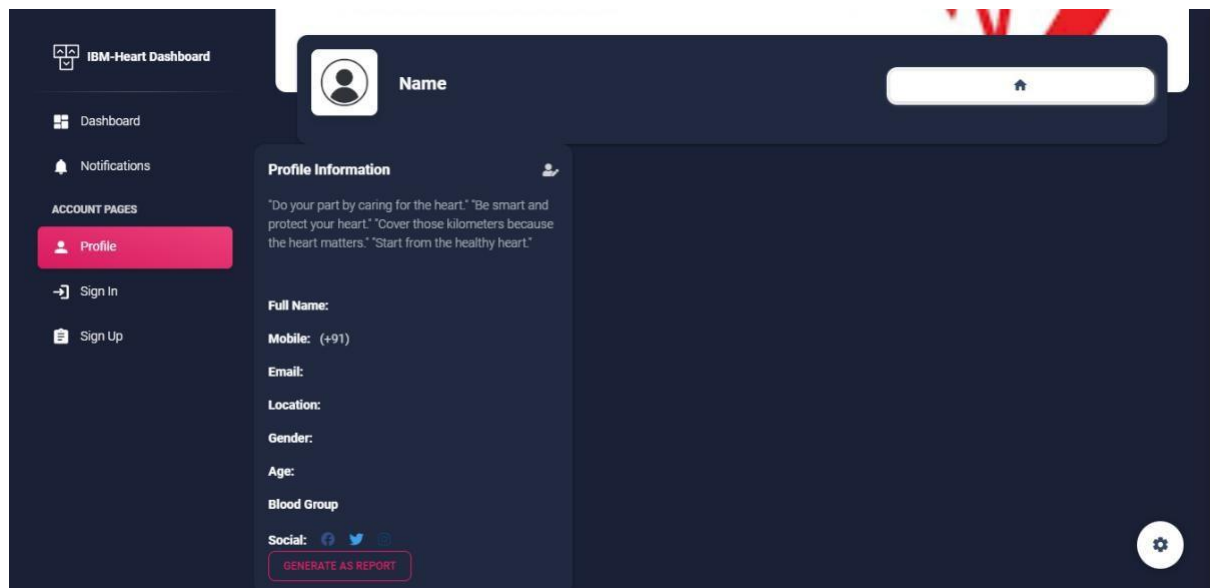 IBM-Heart Dashboard
Name
Dashboard
Notifications
ACCOUNT PAGES
Profile
Sign In
Sign Up
Profile Information
"Do your part by caring for the heart." "Be smart and
protect your heart." "Cover those kilometers because
the heart matters." "Start from the healthy heart."
Full Name:
Mobile: (+91)
Email:
Location:
Gender:
Age:
Blood Group
Social:
GENERATE AS REPORT